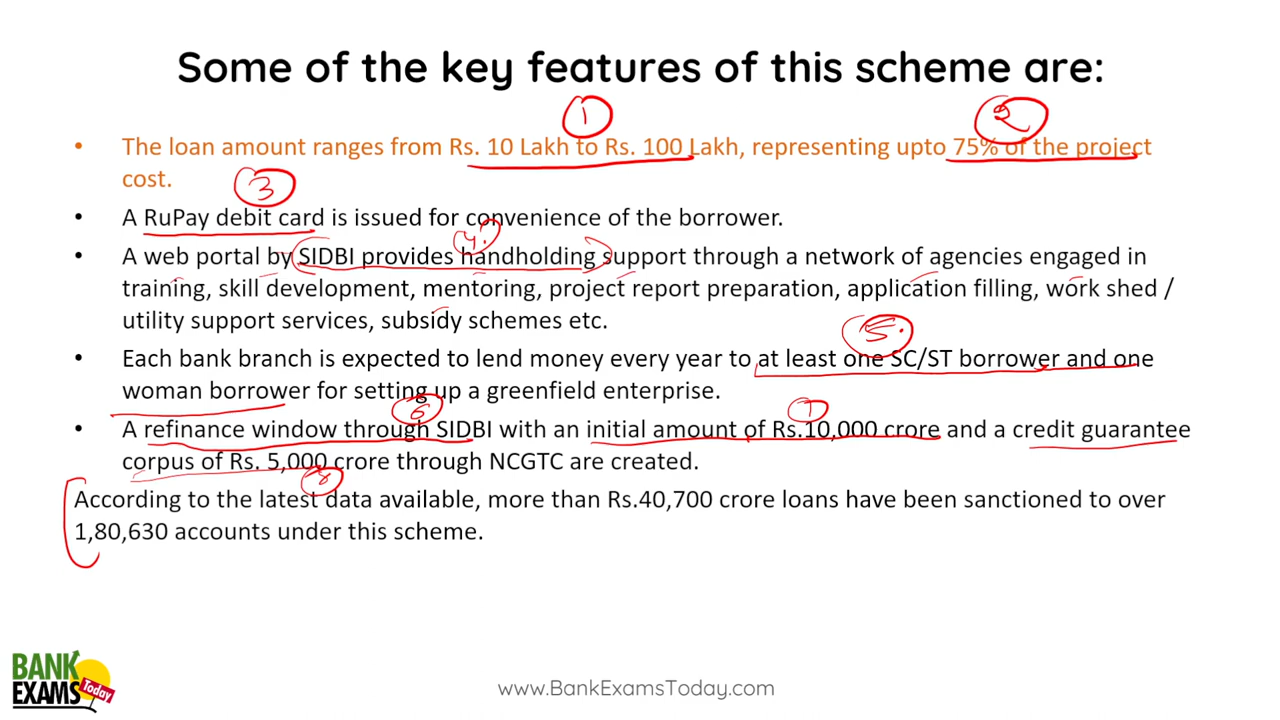 Some of the key features of this scheme are:
1
2
• The loan amount ranges from Rs. 10 Lakh to Rs. 100 Lakh, representing upto 75% of the project
cost.
3
• A RuPay debit card is issued for convenience of the borrower.
4.
• A web portal by SIDBI provides handholding support through a network of agencies engaged in
training, skill development, mentoring, project report preparation, application filling, work shed /
utility support services, subsidy schemes etc.
5.
• Each bank branch is expected to lend money every year to at least one SC/ST borrower and one
woman borrower for setting up a greenfield enterprise.
6
7
• A refinance window through SIDBI with an initial amount of Rs.10,000 crore and a credit guarantee
corpus of Rs. 5,000 crore through NCGTC are created.
8
According to the latest data available, more than Rs.40,700 crore loans have been sanctioned to over
1,80,630 accounts under this scheme.
BANK
EXAMS Today
www.BankExamsToday.com